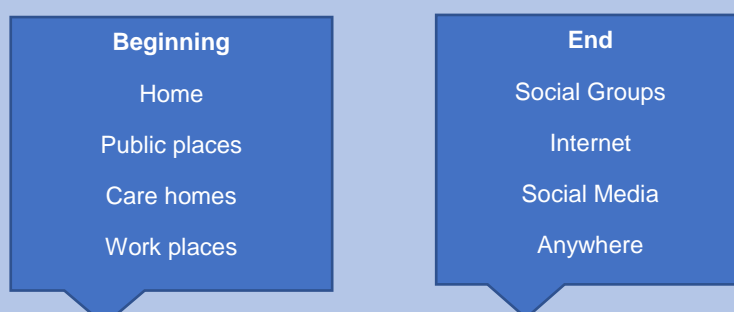 Beginning
Home
Public places
Care homes
Work places
End
Social Groups
Internet
Social Media
Anywhere